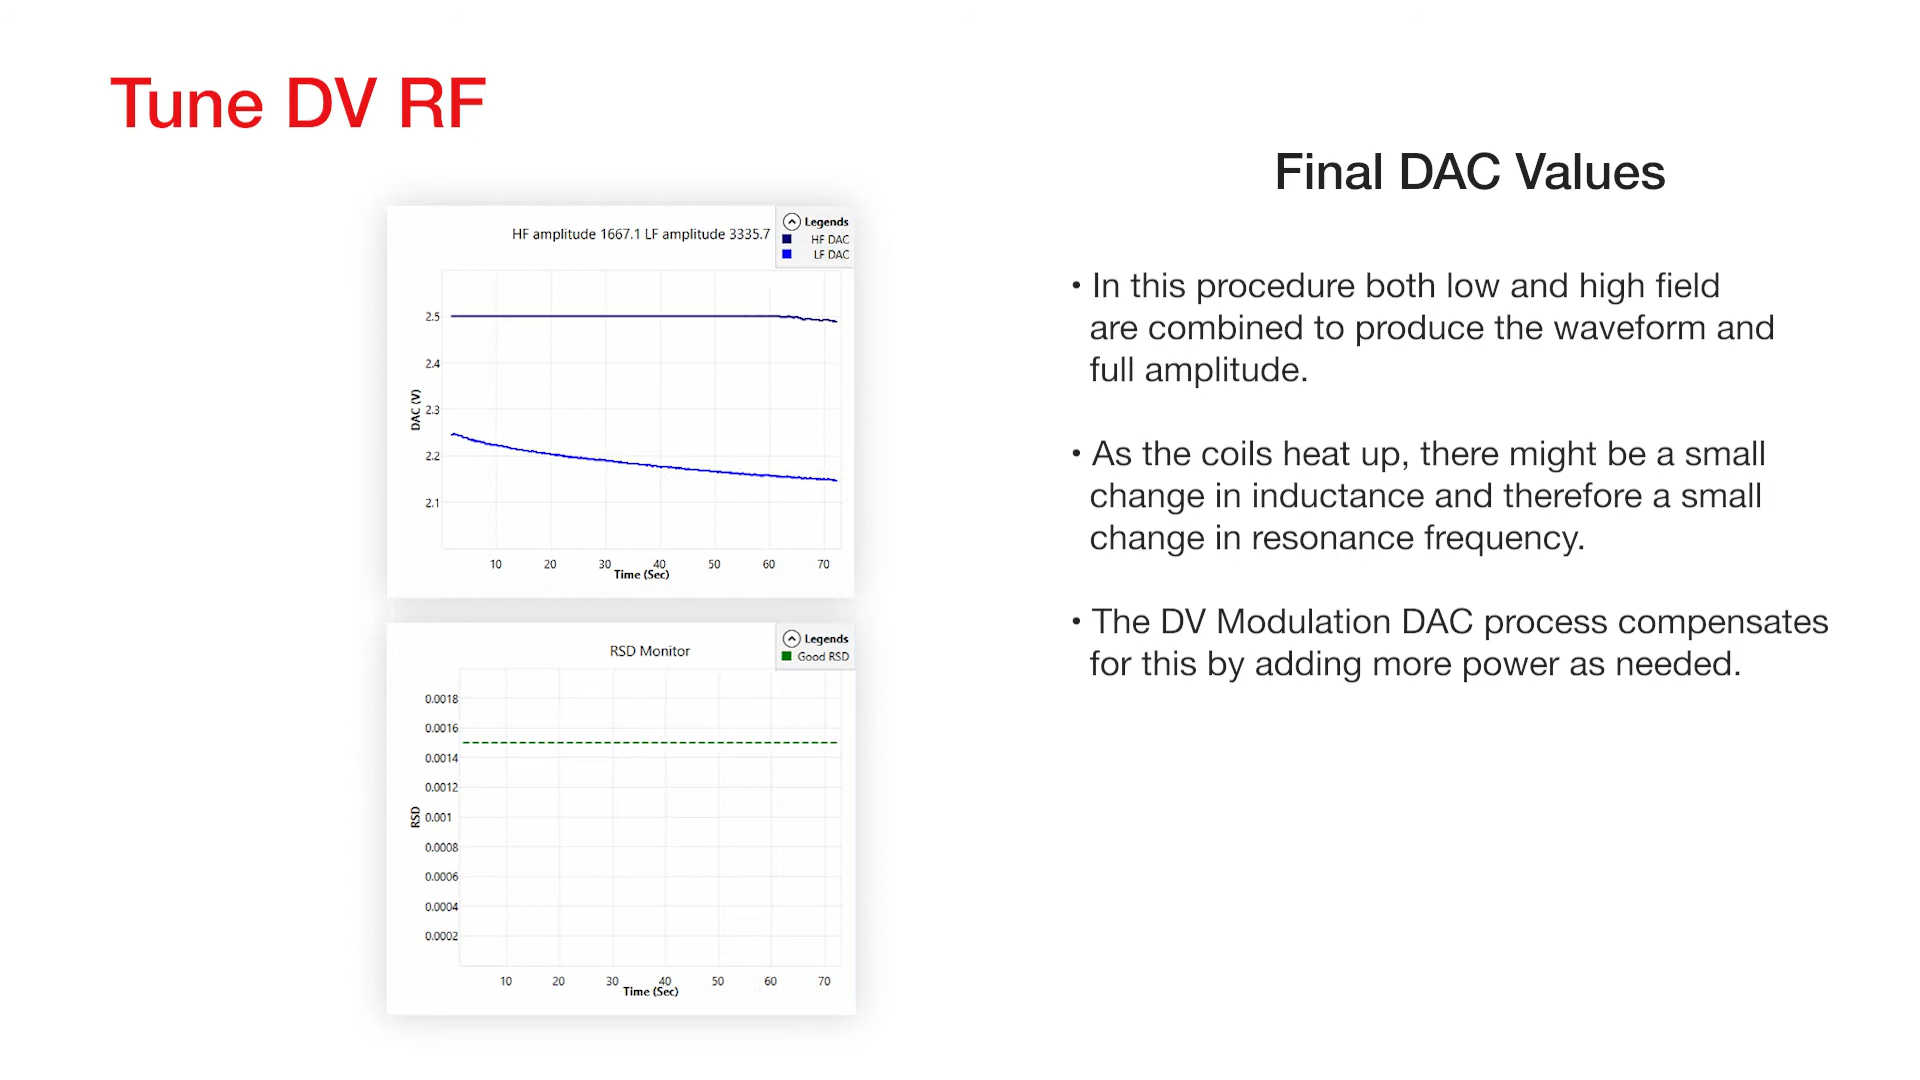 Tune DV RF
HF amplitude 1667.1 LF amplitude 3335.7
Legends
HF DAC
LF DAC
2.5
2.4
2.3
2.2
2.1
DAC (V)
10 20 30 40 50 60 70
Time (Sec)
RSD Monitor
Legends
Good RSD
0.0018
0.0016
0.0014
0.0012
0.001
0.0008
0.0006
0.0004
0.0002
RSD
10 20 30 40 50 60 70
Time (Sec)
Final DAC Values
• In this procedure both low and high field
are combined to produce the waveform and
full amplitude.
• As the coils heat up, there might be a small
change in inductance and therefore a small
change in resonance frequency.
• The DV Modulation DAC process compensates
for this by adding more power as needed.